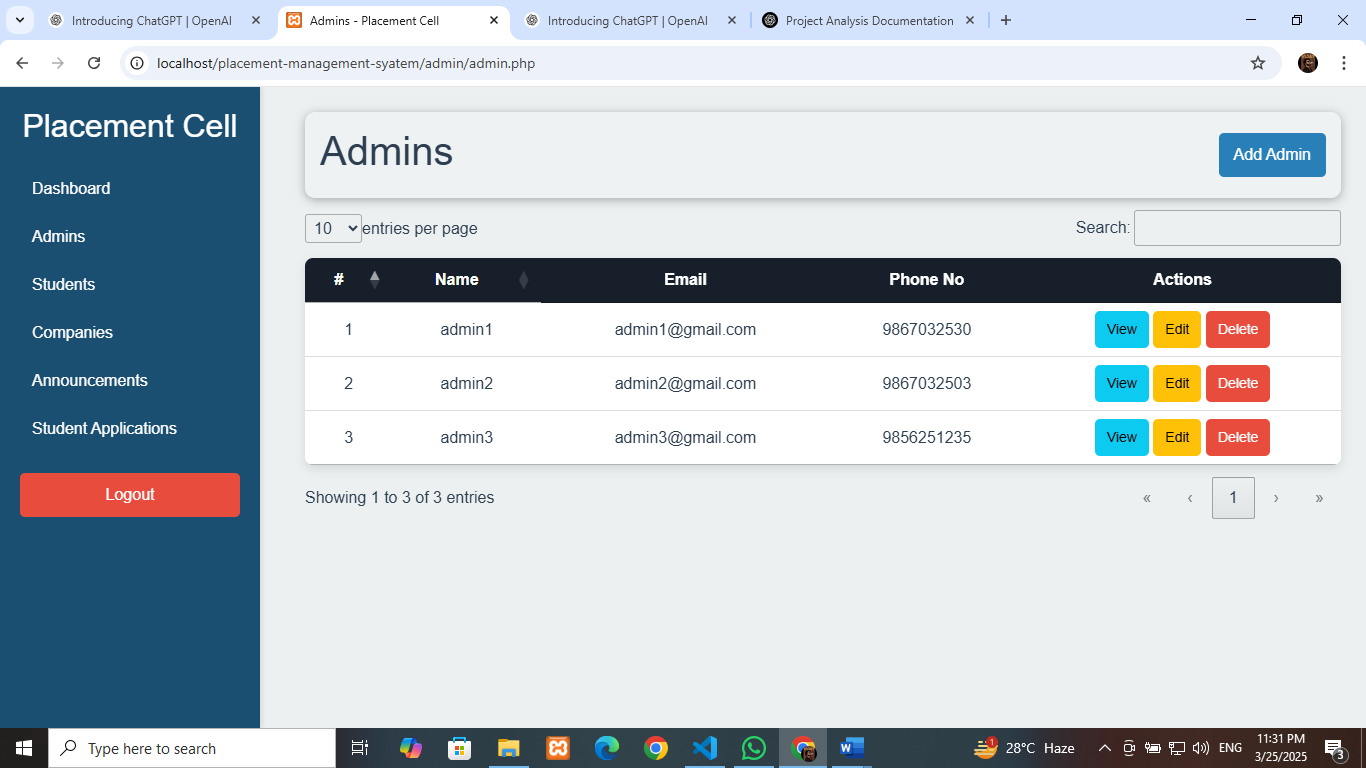 Introducing ChatGPT | OpenAI
Admins - Placement Cell
Introducing ChatGPT | OpenAI
Project Analysis Documentation
localhost/placement-management-syatem/admin/admin.php
Placement Cell
Dashboard
Admins
Students
Companies
Announcements
Student Applications
Logout
Admins
Add Admin
10 entries per page
Search:
# Name Email Phone No Actions
1 admin1 admin1@gmail.com 9867032530 View Edit Delete
2 admin2 admin2@gmail.com 9867032503 View Edit Delete
3 admin3 admin3@gmail.com 9856251235 View Edit Delete
Showing 1 to 3 of 3 entries
« ‹ 1 › »
Type here to search
1
28°C Haze
ENG
11:31 PM
3/25/2025
3